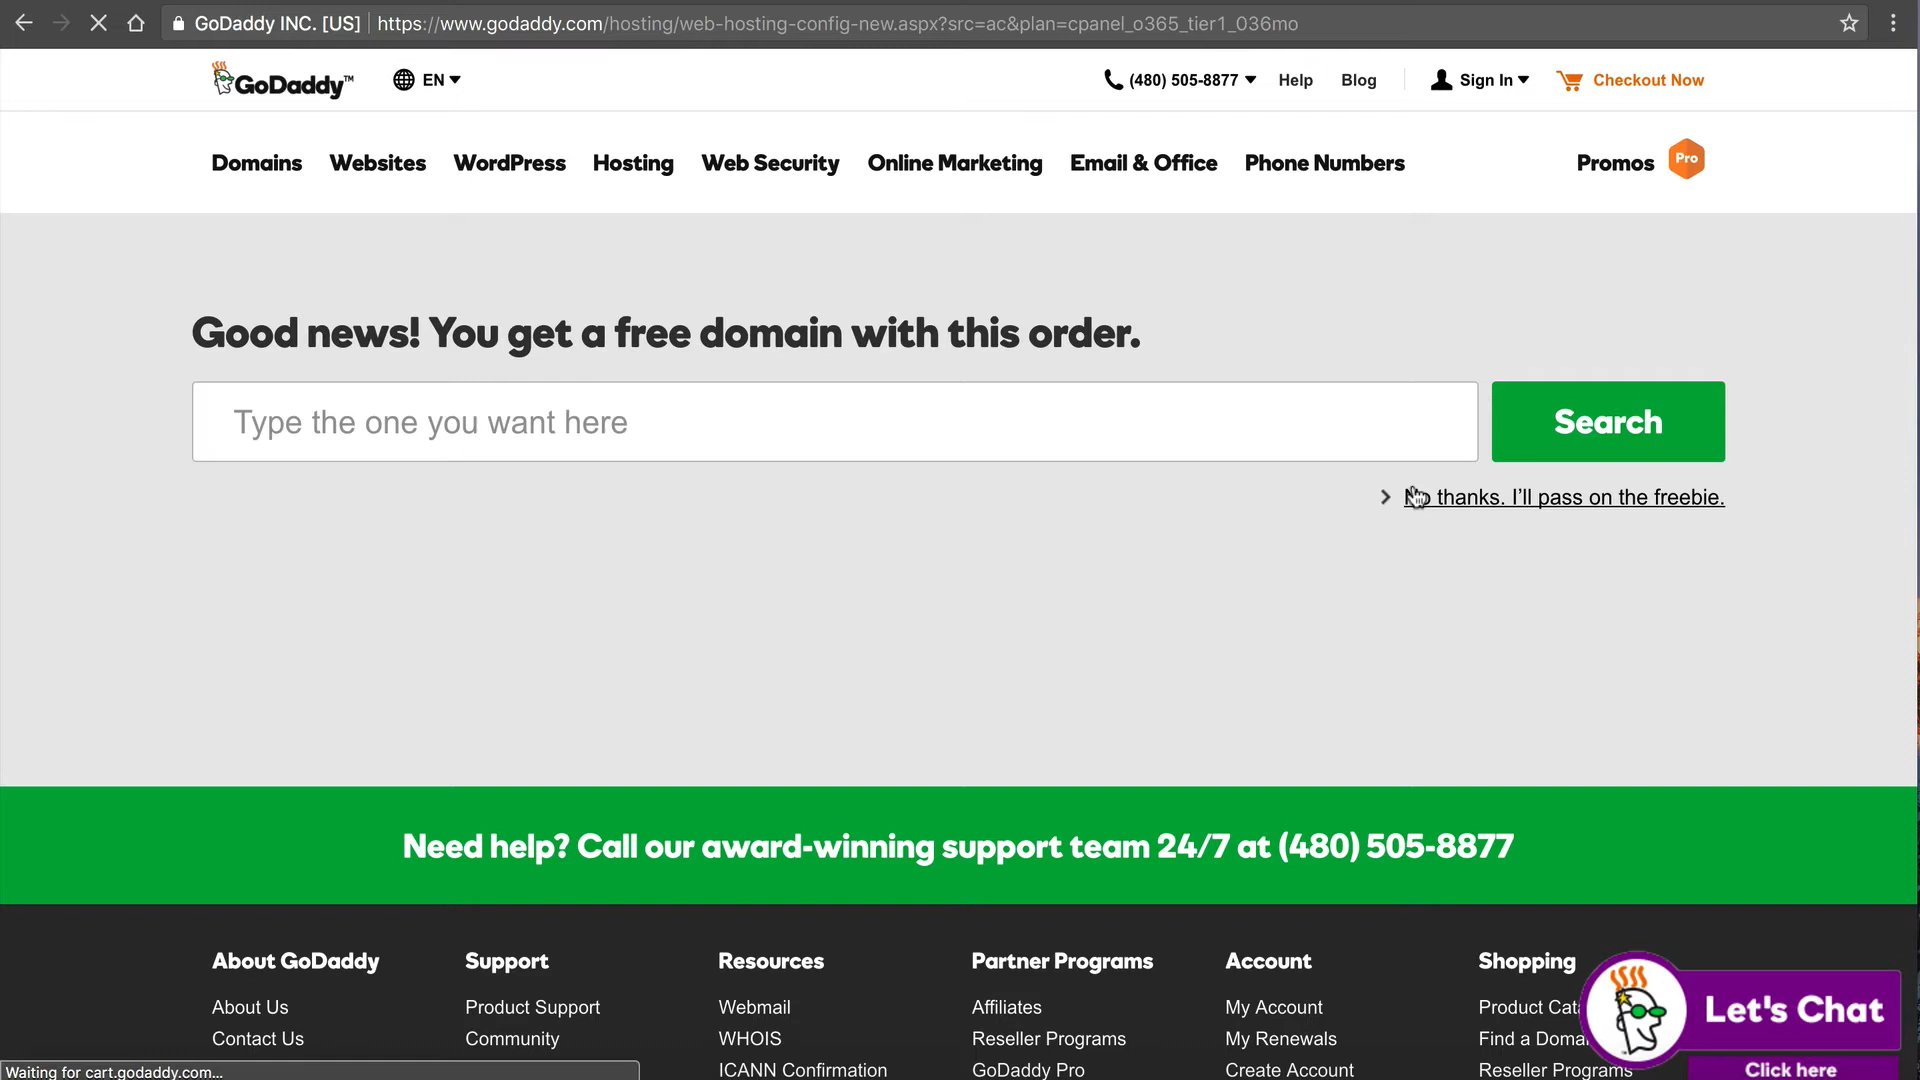 GoDaddy INC. [US] https://www.godaddy.com/hosting/web-hosting-config-new.aspx?src=ac&plan=cpanel_o365_tier1_036mo
GoDaddy™ EN (480) 505-8877 Help Blog Sign In Checkout Now
Domains Websites WordPress Hosting Web Security Online Marketing Email & Office Phone Numbers Promos Pro
Good news! You get a free domain with this order.
Type the one you want here Search
No thanks. I'll pass on the freebie.
Need help? Call our award-winning support team 24/7 at (480) 505-8877
About GoDaddy Support Resources Partner Programs Account Shopping
About Us Product Support Webmail Affiliates My Account Product
Contact Us Community WHOIS Reseller Programs My Renewals Find a
ICANN Confirmation GoDaddy Pro Create Account Reseller Programs
Let's Chat
Click here
Waiting for cart.godaddy.com...